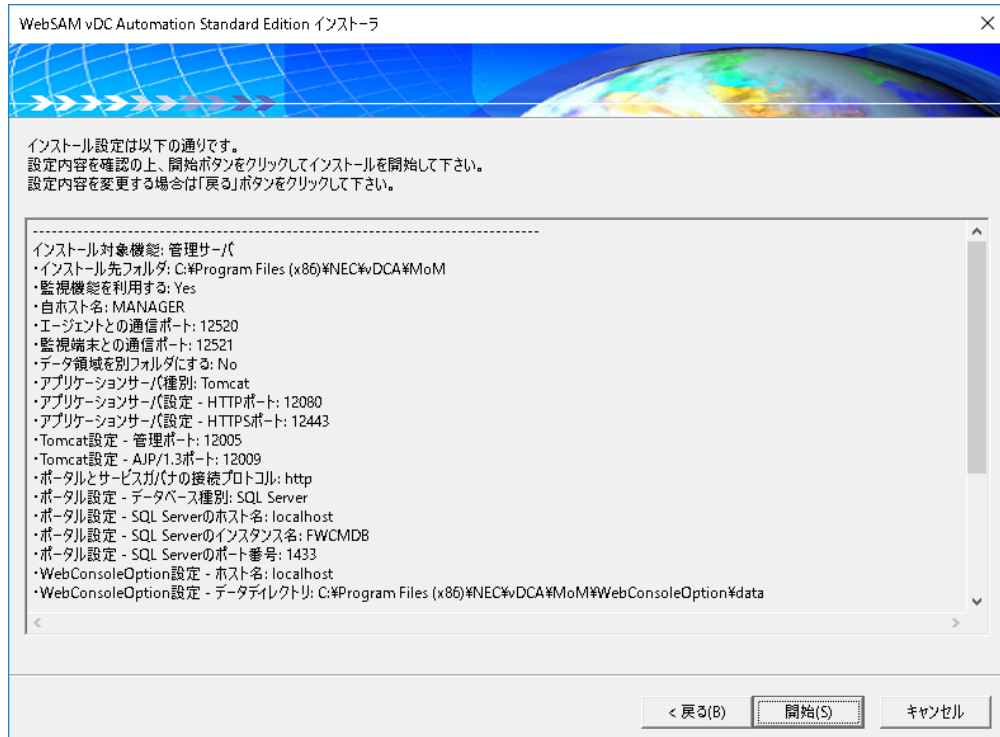 WebSAM vDC Automation Standard Edition インストーラ
インストール設定は以下の通りです。
設定内容を確認の上、開始ボタンをクリックしてインストールを開始して下さい。
設定内容を変更する場合は「戻る」ボタンをクリックして下さい。
--------------------------------------------------------------------------------
インストール対象機能: 管理サーバ
・インストール先フォルダ: C:¥Program Files (x86)¥NEC¥vDCA¥MoM
・監視機能を利用する: Yes
・自ホスト名: MANAGER
・エージェントとの通信ポート: 12520
・監視端末との通信ポート: 12521
・データ領域を別フォルダにする: No
・アプリケーションサーバ種別: Tomcat
・アプリケーションサーバ設定 - HTTPポート: 12080
・アプリケーションサーバ設定 - HTTPSポート: 12443
・Tomcat設定 - 管理ポート: 12005
・Tomcat設定 - AJP/1.3ポート: 12009
・ポータルとサービスガバナの接続プロトコル: http
・ポータル設定 - データベース種別: SQL Server
・ポータル設定 - SQL Serverのホスト名: localhost
・ポータル設定 - SQL Serverのインスタンス名: FWCMDB
・ポータル設定 - SQL Serverのポート番号: 1433
・WebConsoleOption設定 - ホスト名: localhost
・WebConsoleOption設定 - データディレクトリ: C:¥Program Files (x86)¥NEC¥vDCA¥MoM¥WebConsoleOption¥data
< 戻る(B)
開始(S)
キャンセル